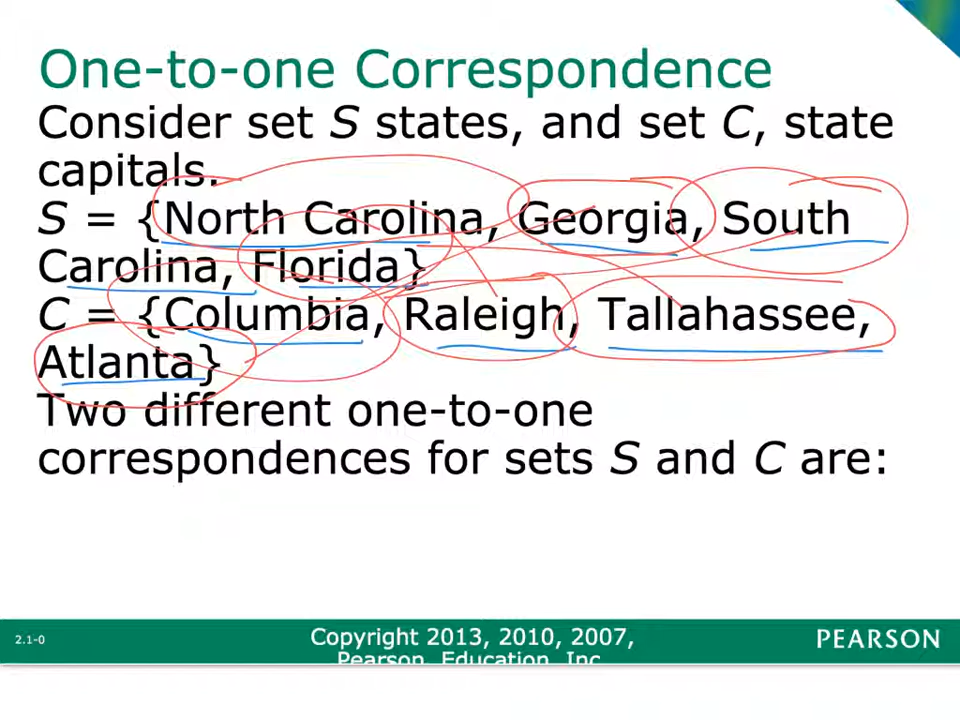 One-to-one Correspondence
Consider set S states, and set C, state
capitals.
S = {North Carolina, Georgia, South
Carolina, Florida}
C = {Columbia, Raleigh, Tallahassee,
Atlanta}
Two different one-to-one
correspondences for sets S and C are:
2.1-0
Copyright 2013, 2010, 2007,
Pearson, Education, Inc.
PEARSON